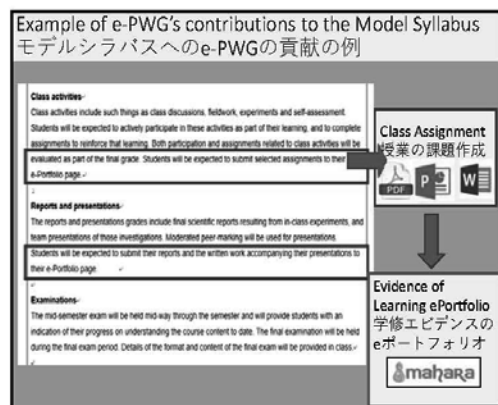 Example of e-PWG's contributions to the Model Syllabus
モデルシラバスへのe-PWGの貢献の例
Class activities
Class activities include such things as class discussions, fieldwork, experiments and self-assessment.
Students will be expected to actively participate in these activities as part of their learning, and to complete
assignments to reinforce that learning. Both participation and assignments related to class activities will be
evaluated as part of the final grade. Students will be expected to submit selected assignments to their
e-Portfolio page.
Reports and presentations
The reports and presentations grades include final scientific reports resulting from in-class experiments, and
team presentations of those investigations. Moderated peer-marking will be used for presentations.
Students will be expected to submit their reports and the written work accompanying their presentations to
their e-Portfolio page
Examinations
The mid-semester exam will be held mid-way through the semester and will provide students with an
indication of their progress on understanding the course content to date. The final examination will be held
during the final exam period. Details of the format and content of the final exam will be provided in class.
Class Assignment
授業の課題作成
PDF
P
W
Evidence of
Learning ePortfolio
学修エビデンスの
eポートフォリオ
mahara